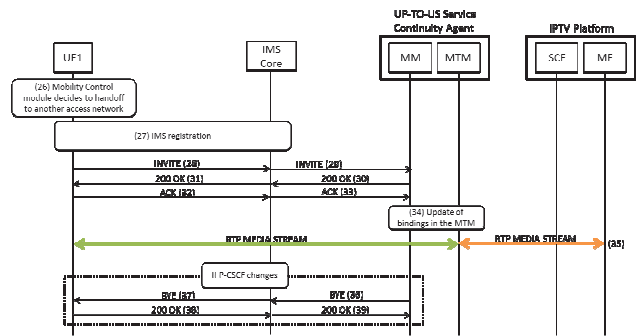 UP-TO-US Service
Continuity Agent
IPTV Platform
UE1
IMS
Core
MM
MTM
SCF
MF
(26) Mobility Control
module decides to handoff
to another access network
(27) IMS registration
INVITE (28)
INVITE (29)
200 OK (31)
200 OK (30)
ACK (32)
ACK (33)
(34) Update of
bindings in the MTM
RTP MEDIA STREAM
RTP MEDIA STREAM
(35)
If P-CSCF changes
BYE (37)
BYE (36)
200 OK (38)
200 OK (39)